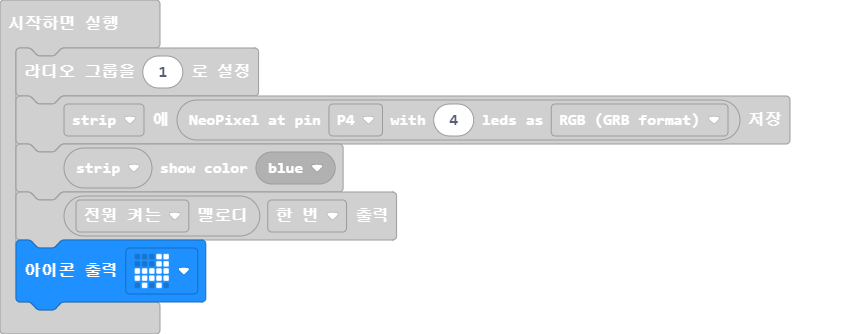 시작하면 실행
라디오 그룹을 1 로 설정
strip 에 NeoPixel at pin P4 with 4 leds as RGB (GRB format) 저장
strip show color blue
전원 켜는 멜로디 한 번 출력
아이콘 출력